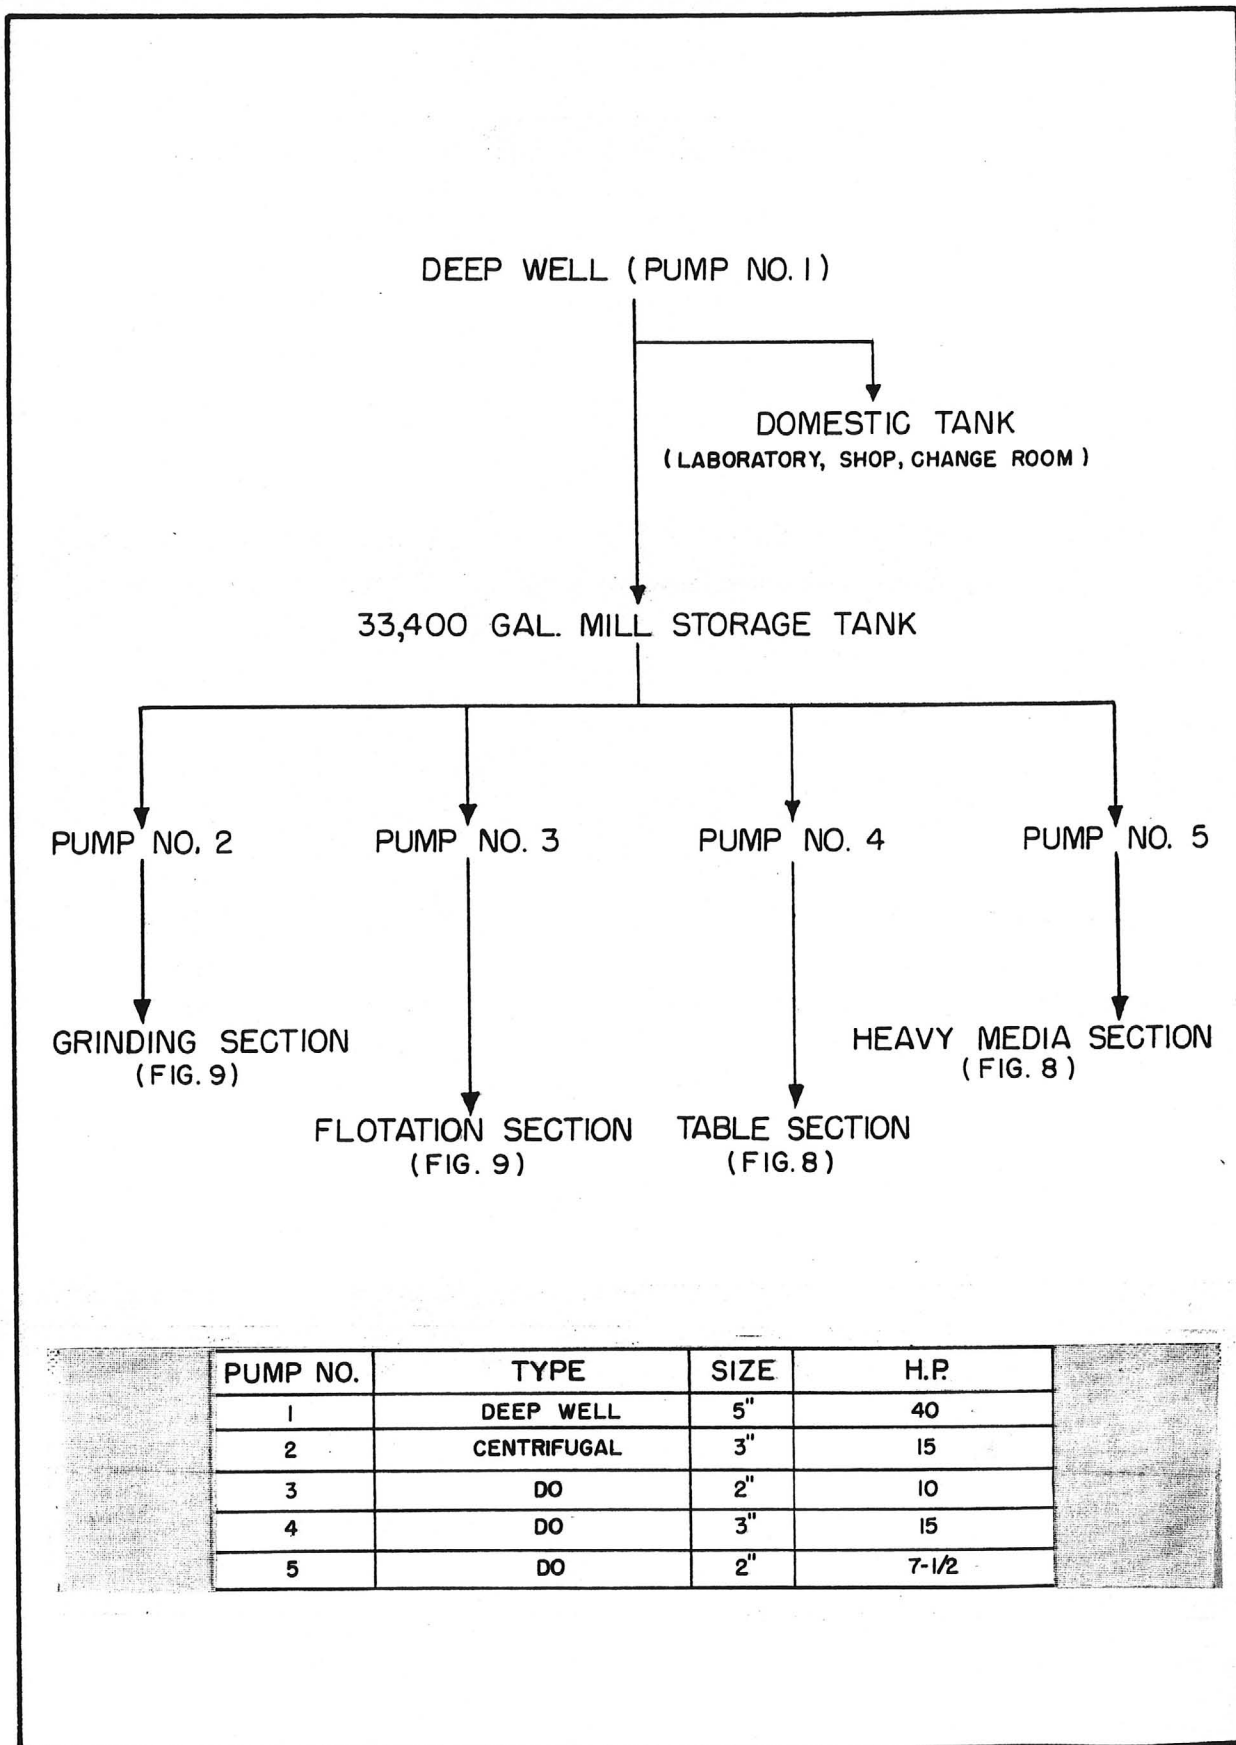 DEEP WELL (PUMP NO. 1)
DOMESTIC TANK
(LABORATORY, SHOP, CHANGE ROOM)
33,400 GAL. MILL STORAGE TANK
PUMP NO. 2 PUMP NO. 3 PUMP NO. 4 PUMP NO. 5
GRINDING SECTION HEAVY MEDIA SECTION
(FIG. 9) (FIG. 8)
FLOTATION SECTION TABLE SECTION
(FIG. 9) (FIG. 8)
PUMP NO. TYPE SIZE H.P.
1 DEEP WELL 5" 40
2 CENTRIFUGAL 3" 15
3 DO 2" 10
4 DO 3" 15
5 DO 2" 7-1/2